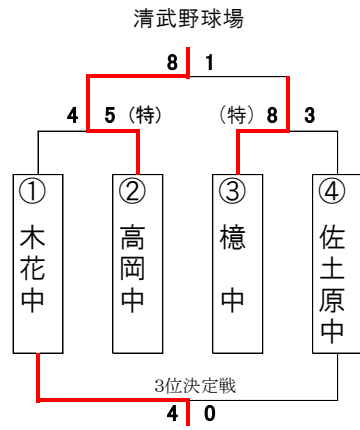 清武野球場
8 1
4 5 (特) (特) 8 3
① ② ③ ④
木花中
高岡中
檍中
佐土原中
3位決定戦
4 0